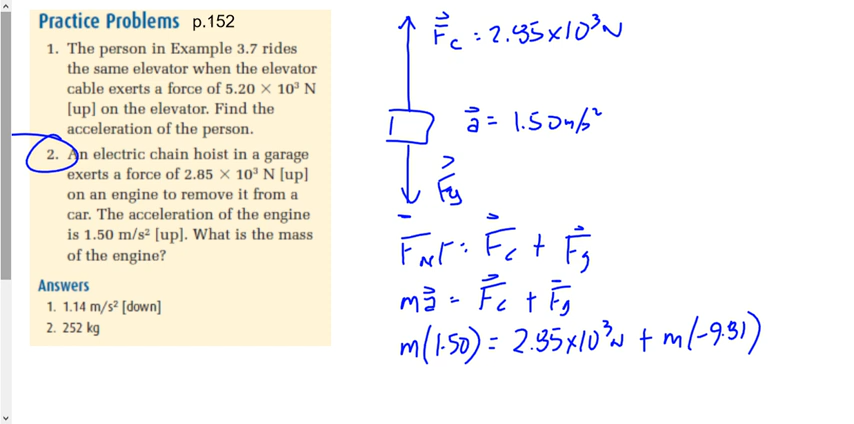 Practice Problems p.152
1. The person in Example 3.7 rides
the same elevator when the elevator
cable exerts a force of 5.20 × 10³ N
[up] on the elevator. Find the
acceleration of the person.
2. An electric chain hoist in a garage
exerts a force of 2.85 × 10³ N [up]
on an engine to remove it from a
car. The acceleration of the engine
is 1.50 m/s² [up]. What is the mass
of the engine?
Answers
1. 1.14 m/s² [down]
2. 252 kg
F⃗c = 2.85×10³N
a⃗ = 1.50m/s²
F⃗g
F⃗NET = F⃗c + F⃗g
ma⃗ = F⃗c + F⃗g
m(1.50) = 2.85×10³N + m(-9.81)